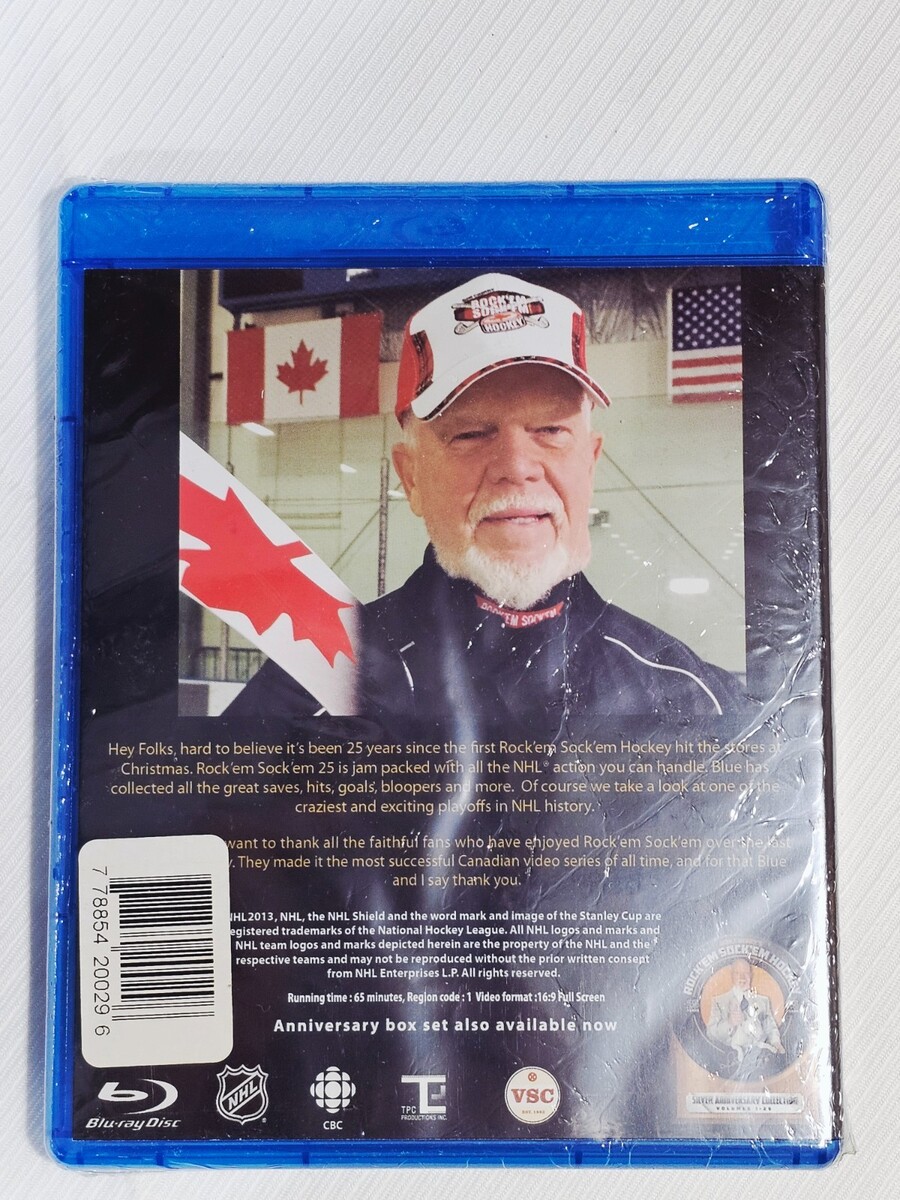 ROCK'EM
SOCK'EM
HOCKEY
ROCK'EM SOCK'EM
Hey Folks, hard to believe it's been 25 years since the first Rock'em Sock'em Hockey hit the stores at
Christmas. Rock'em Sock'em 25 is jam packed with all the NHL® action you can handle. Blue has
collected all the great saves, hits, goals, bloopers and more. Of course we take a look at one of the
craziest and exciting playoffs in NHL history.
want to thank all the faithful fans who have enjoyed Rock'em Sock'em over the last
They made it the most successful Canadian video series of all time, and for that Blue
and I say thank you.
NHL 2013, NHL, the NHL Shield and the word mark and image of the Stanley Cup are
registered trademarks of the National Hockey League. All NHL logos and marks and
NHL team logos and marks depicted herein are the property of the NHL and the
respective teams and may not be reproduced without the prior written consent
from NHL Enterprises L.P. All rights reserved.
Running time : 65 minutes, Region code : 1 Video format :16:9 Full Screen
Anniversary box set also available now
7 78854 20029 6
ROCK'EM SOCK'EM HOCKEY
SILVER ANNIVERSARY COLLECTION
VOLUMES 1-25
Blu-ray Disc
NHL
CBC
TPC
PRODUCTIONS INC.
VSC